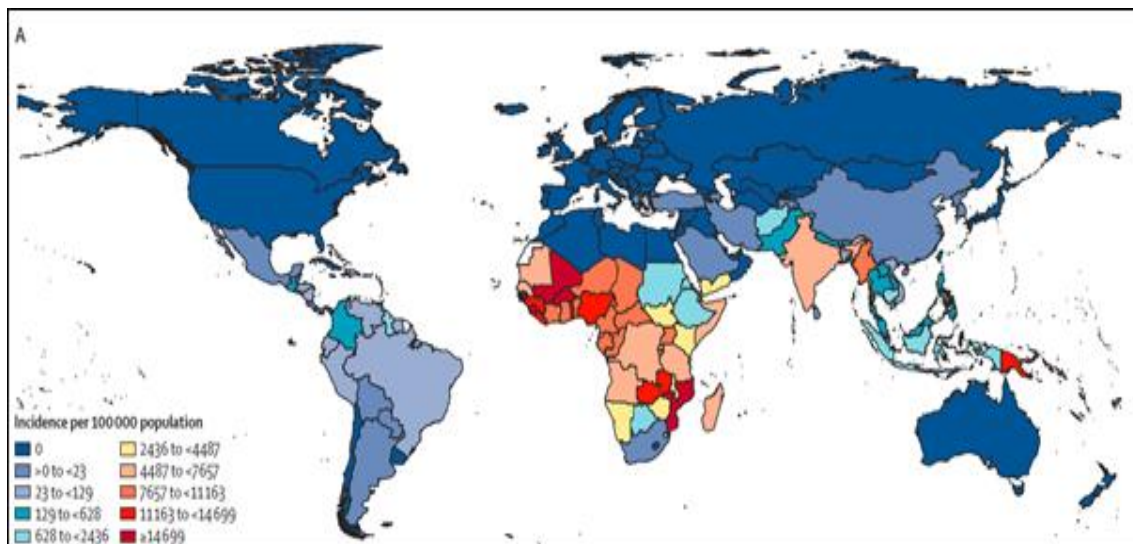 A
Incidence per 100 000 population
0
>0 to <23
23 to <129
129 to <628
628 to <2436
2436 to <4487
4487 to <7657
7657 to <11163
11163 to <14699
≥14699